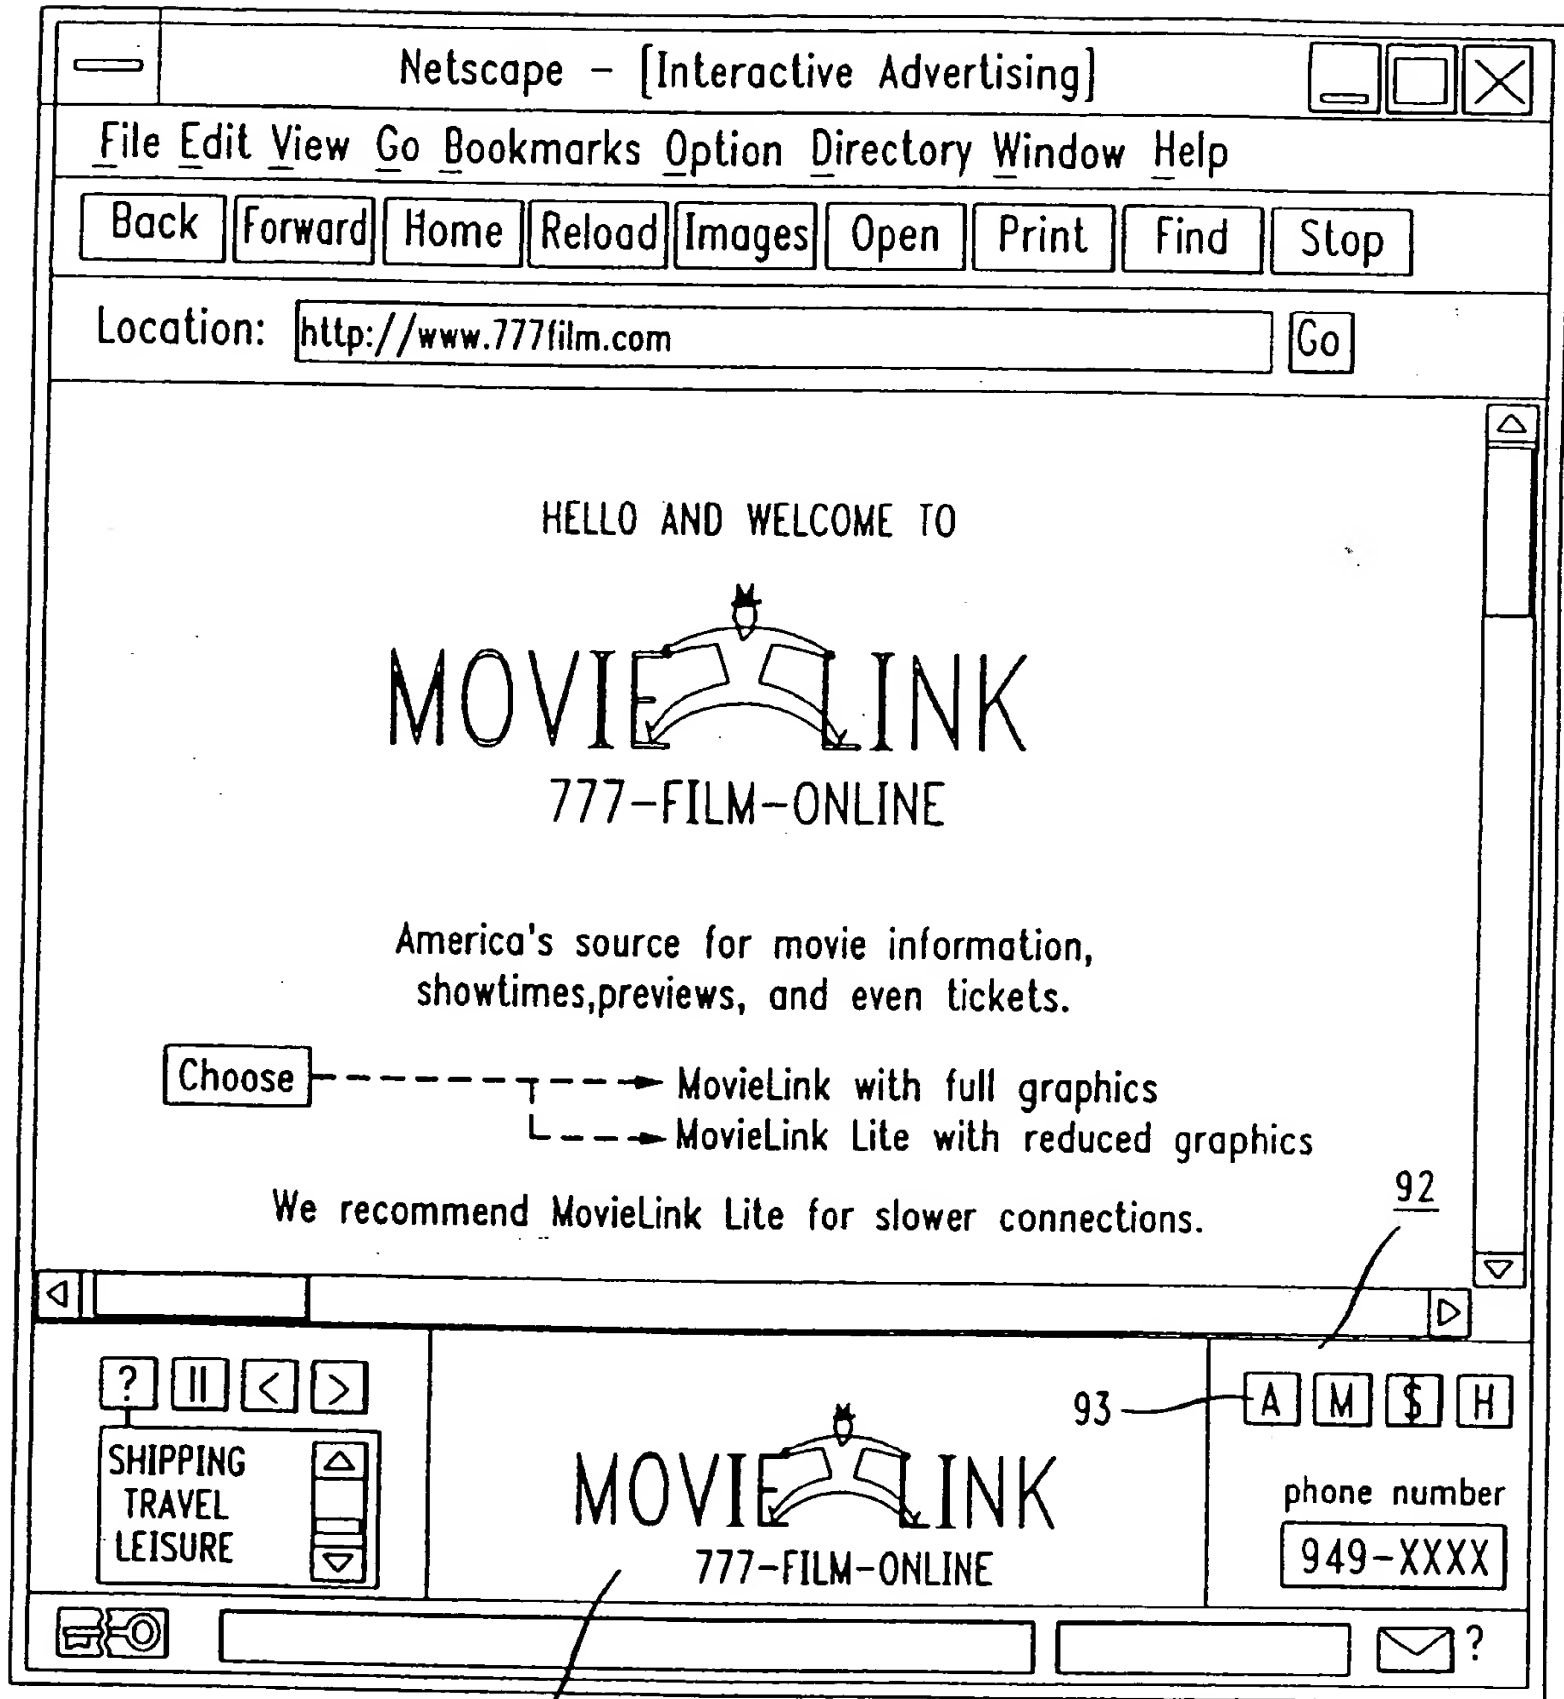 Netscape - [Interactive Advertising]
File Edit View Go Bookmarks Option Directory Window Help
Back Forward Home Reload Images Open Print Find Stop
Location: http://www.777film.com Go
HELLO AND WELCOME TO
MOVIE LINK
777-FILM-ONLINE
America's source for movie information,
showtimes,previews, and even tickets.
Choose MovieLink with full graphics
MovieLink Lite with reduced graphics
We recommend MovieLink Lite for slower connections.
92
? || < >
93 A M $ H
SHIPPING
TRAVEL
LEISURE
MOVIE LINK
777-FILM-ONLINE
phone number
949-XXXX
?